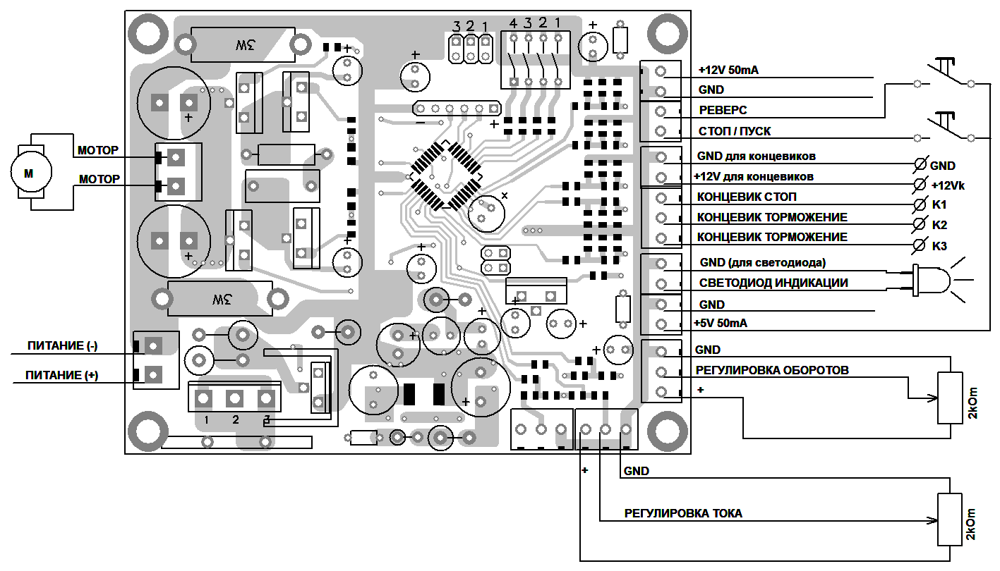 3W
3 2 1
4 3 2 1
+
+
+
+12V 50mA
GND
РЕВЕРС
СТОП / ПУСК
+
+
–
x
МОТОР
М
МОТОР
GND для концевиков
GND
+12V для концевиков
+12Vk
КОНЦЕВИК СТОП
K1
КОНЦЕВИК ТОРМОЖЕНИЕ
K2
КОНЦЕВИК ТОРМОЖЕНИЕ
K3
+
+
+
GND (для светодиода)
СВЕТОДИОД ИНДИКАЦИИ
3W
GND
+5V 50mA
+
+
+
+
+
ПИТАНИЕ (-)
ПИТАНИЕ (+)
GND
РЕГУЛИРОВКА ОБОРОТОВ
+
2kOm
+
1 2 3
+
GND
РЕГУЛИРОВКА ТОКА
2kOm